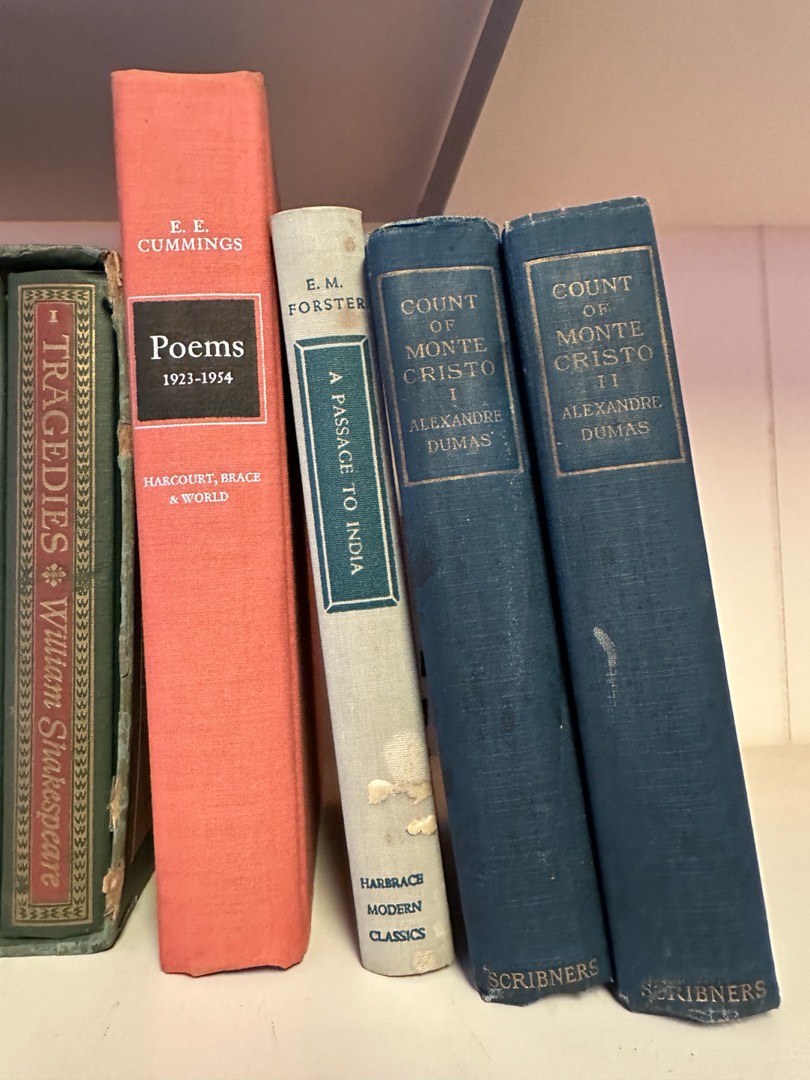 I TRAGEDIES William Shakespeare
E. E.
CUMMINGS
Poems
1923-1954
HARCOURT, BRACE
& WORLD
E. M.
FORSTER
A PASSAGE TO INDIA
HARBRACE
MODERN
CLASSICS
COUNT
OF
MONTE
CRISTO
I
ALEXANDRE
DUMAS
SCRIBNERS
COUNT
OF
MONTE
CRISTO
II
ALEXANDRE
DUMAS
SCRIBNERS